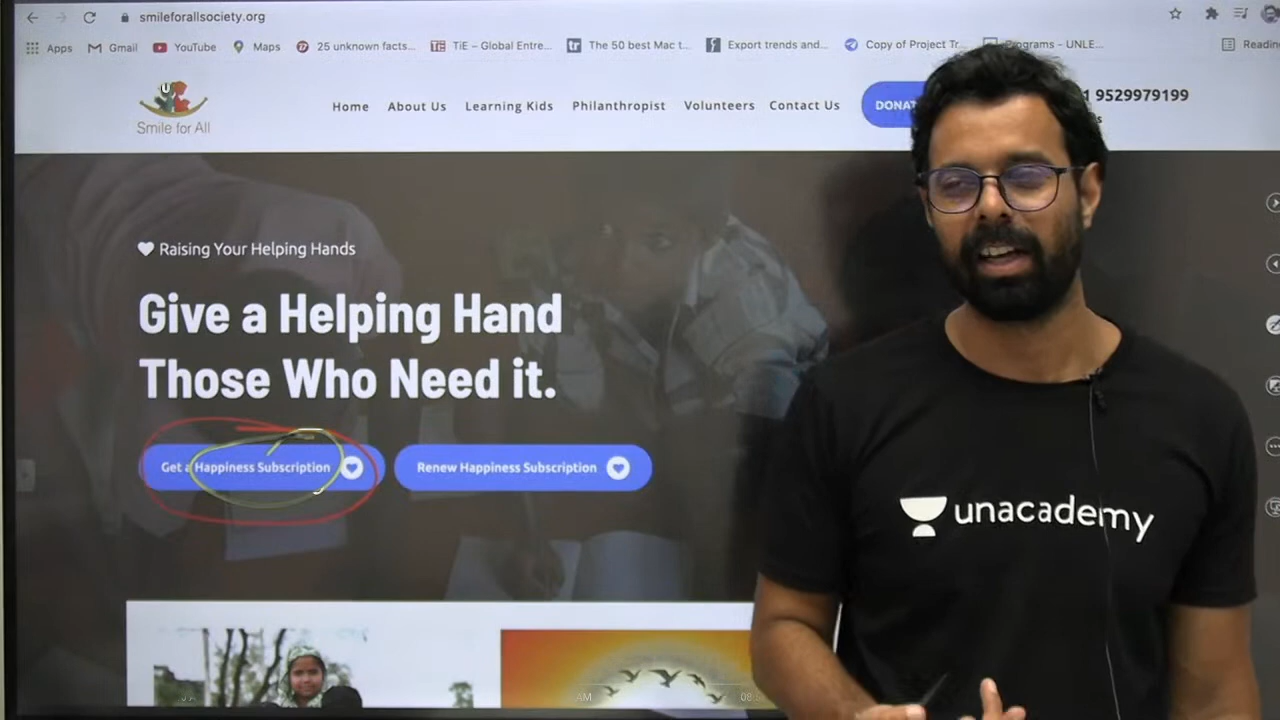 smileforallsociety.org
Apps
Gmail
YouTube
Maps
25 unknown facts...
TiE – Global Entre...
The 50 best Mac t...
Export trends and...
Copy of Project Tr...
Programs - UNLE...
Readin
Smile for All
Home
About Us
Learning Kids
Philanthropist
Volunteers
Contact Us
DONAT
1 9529979199
s
Raising Your Helping Hands
Give a Helping Hand
Those Who Need it.
Get a Happiness Subscription
Renew Happiness Subscription
unacademy
AM